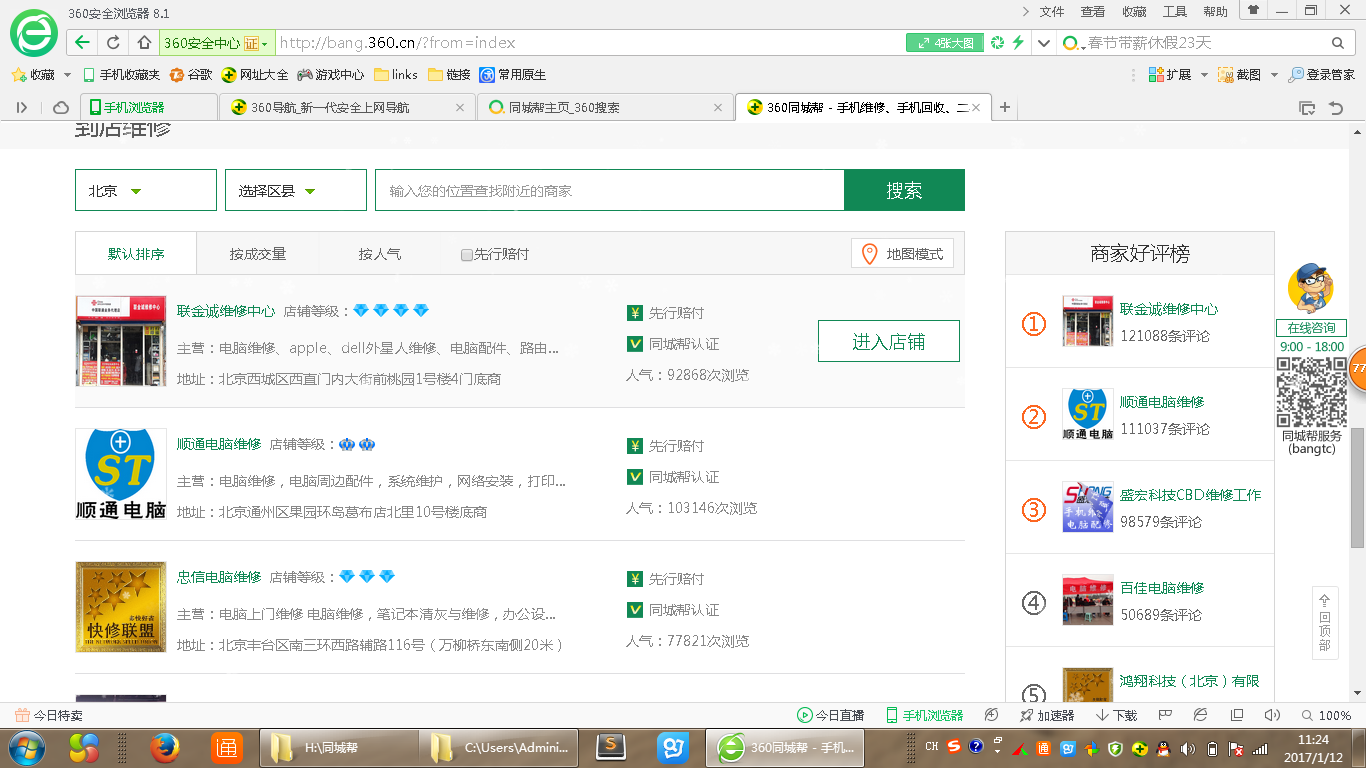 360安全浏览器 8.1
文件 查看 收藏 工具 帮助
360安全中心 证
http://bang.360.cn/?from=index
4张大图
春节带薪休假23天
收藏 手机收藏夹 谷歌 网址大全 游戏中心 links 链接 常用原生
扩展 截图 登录管家
手机浏览器
360导航_新一代安全上网导航
同城帮主页_360搜索
360同城帮 - 手机维修、手机回收、二
到店维修
北京
选择区县
输入您的位置查找附近的商家
搜索
默认排序 按成交量 按人气 先行赔付 地图模式
联金诚维修中心 店铺等级：
主营：电脑维修、apple、dell外星人维修、电脑配件、路由...
地址：北京西城区西直门内大街前桃园1号楼4门底商
¥ 先行赔付
同城帮认证
人气：92868次浏览
进入店铺
ST
顺通电脑
顺通电脑维修 店铺等级：
主营：电脑维修，电脑周边配件，系统维护，网络安装，打印...
地址：北京通州区果园环岛葛布店北里10号楼底商
¥ 先行赔付
同城帮认证
人气：103146次浏览
快修联盟
忠信电脑维修 店铺等级：
主营：电脑上门维修 电脑维修，笔记本清灰与维修，办公设...
地址：北京丰台区南三环西路辅路116号（万柳桥东南侧20米）
¥ 先行赔付
同城帮认证
人气：77821次浏览
商家好评榜
1
联金诚维修中心
121088条评论
2
ST
顺通电脑
顺通电脑维修
111037条评论
3
盛宏科技CBD维修工作
98579条评论
4
百佳电脑维修
50689条评论
5
鸿翔科技（北京）有限
在线咨询
9:00 - 18:00
77
同城帮服务
(bangtc)
回顶部
今日特卖
今日直播 手机浏览器 加速器 下载 100%
H:\同城帮
C:\Users\Admini...
360同城帮 - 手机...
CH
11:24
2017/1/12